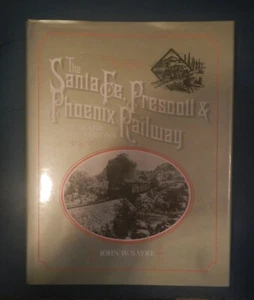 The
Santa Fe, Prescott &
Phoenix Railway
JOHN W. SAYRE